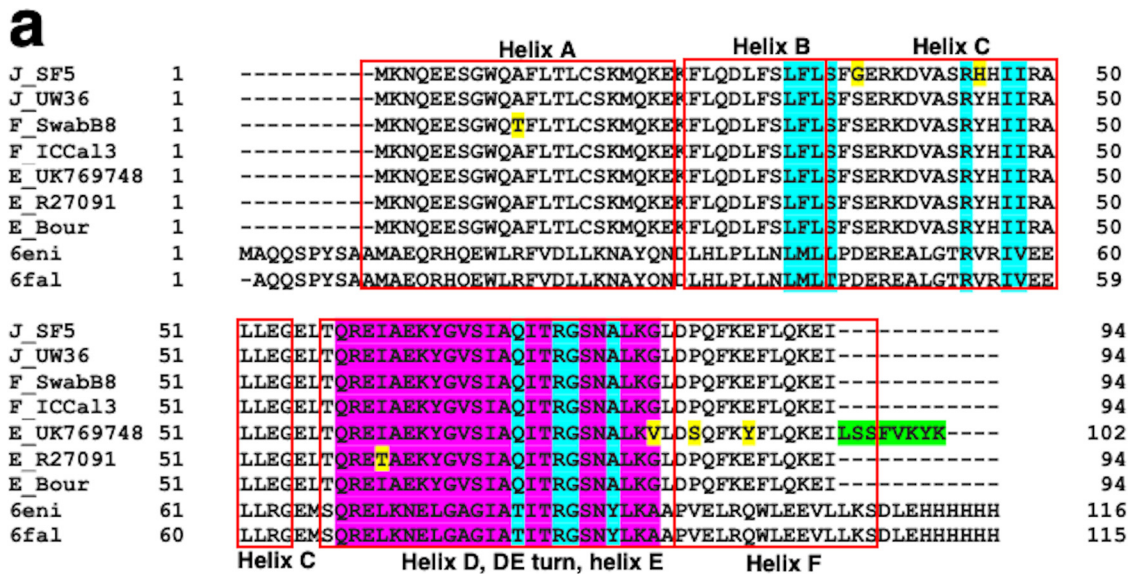 a
Helix A Helix B Helix C
J_SF5 1 ----------MKNQEESGWQAFLTLCSKMQKEKFLQDLFSLFLSFGERKDVASRHHIIRA 50
J_UW36 1 ----------MKNQEESGWQAFLTLCSKMQKEKFLQDLFSLFLSFSERKDVASRYHIIRA 50
F_SwabB8 1 ----------MKNQEESGWQTFLTLCSKMQKEKFLQDLFSLFLSFSERKDVASRYHIIRA 50
F_ICCal3 1 ----------MKNQEESGWQAFLTLCSKMQKEKFLQDLFSLFLSFSERKDVASRYHIIRA 50
E_UK769748 1 ----------MKNQEESGWQAFLTLCSKMQKEKFLQDLFSLFLSFSERKDVASRYHIIRA 50
E_R27091 1 ----------MKNQEESGWQAFLTLCSKMQKEKFLQDLFSLFLSFSERKDVASRYHIIRA 50
E_Bour 1 ----------MKNQEESGWQAFLTLCSKMQKEKFLQDLFSLFLSFSERKDVASRYHIIRA 50
6eni 1 MAQQSPYSAAMAEQRHQEWLRFVDLLKNAYQNDLHLPLLNLMLLPDEREALGTRVRIVEE 60
6fal 1 -AQQSPYSAAMAEQRHQEWLRFVDLLKNAYQNDLHLPLLNLMLTPDEREALGTRVRIVEE 59
J_SF5 51 LLEGELTQREIAEKYGVSIAQITRGSNALKGLDPQFKEFLQKEI------------ 94
J_UW36 51 LLEGELTQREIAEKYGVSIAQITRGSNALKGLDPQFKEFLQKEI------------ 94
F_SwabB8 51 LLEGELTQREIAEKYGVSIAQITRGSNALKGLDPQFKEFLQKEI------------ 94
F_ICCal3 51 LLEGELTQREIAEKYGVSIAQITRGSNALKGLDPQFKEFLQKEI------------ 94
E_UK769748 51 LLEGELTQREIAEKYGVSIAQITRGSNALKVLDSQFKYFLQKEILSSFVKYK---- 102
E_R27091 51 LLEGELTQRETAEKYGVSIAQITRGSNALKGLDPQFKEFLQKEI------------ 94
E_Bour 51 LLEGELTQREIAEKYGVSIAQITRGSNALKGLDPQFKEFLQKEI------------ 94
6eni 61 LLRGEMSQRELKNELGAGIATITRGSNYLKAAPVELRQWLEEVLLKSDLEHHHHHH 116
6fal 60 LLRGEMSQRELKNELGAGIATITRGSNYLKAAPVELRQWLEEVLLKSDLEHHHHHH 115
Helix C Helix D, DE turn, helix E Helix F